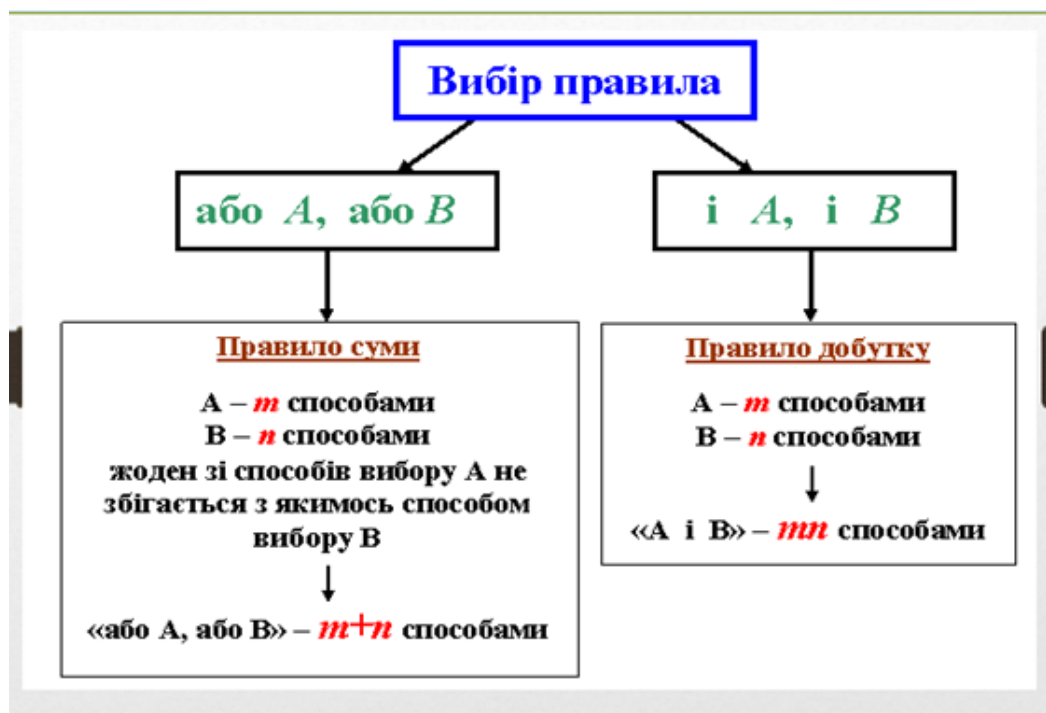 Вибір правила
або A, або B
і A, і B
Правило суми
А – m способами
В – n способами
жоден зі способів вибору А не
збігається з якимось способом
вибору В
«або А, або В» – m+n способами
Правило добутку
А – m способами
В – n способами
«А і В» – mn способами